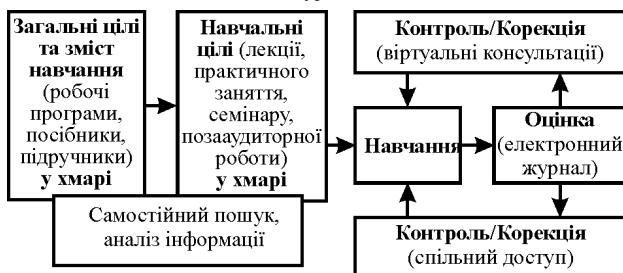 Загальні цілі
та зміст
навчання
(робочі
програми,
посібники,
підручники)
у хмарі
Навчальні
цілі (лекції,
практичного
заняття,
семінару,
позааудиторної
роботи)
у хмарі
Самостійний пошук,
аналіз інформації
Контроль/Корекція
(віртуальні консультації)
Навчання
Оцінка
(електронний
журнал)
Контроль/Корекція
(спільний доступ)